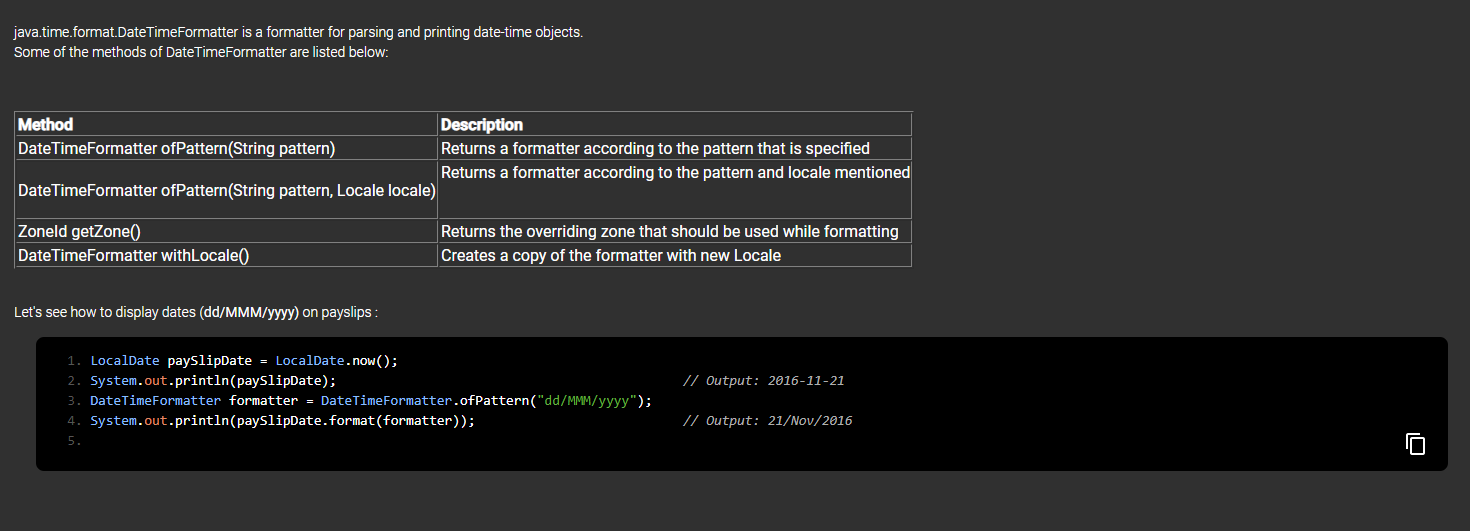 java.time.format.DateTimeFormatter is a formatter for parsing and printing date-time objects.
Some of the methods of DateTimeFormatter are listed below:
Method Description
DateTimeFormatter ofPattern(String pattern) Returns a formatter according to the pattern that is specified
DateTimeFormatter ofPattern(String pattern, Locale locale) Returns a formatter according to the pattern and locale mentioned
ZoneId getZone() Returns the overriding zone that should be used while formatting
DateTimeFormatter withLocale() Creates a copy of the formatter with new Locale
Let's see how to display dates (dd/MMM/yyyy) on payslips :
1. LocalDate paySlipDate = LocalDate.now();
2. System.out.println(paySlipDate); // Output: 2016-11-21
3. DateTimeFormatter formatter = DateTimeFormatter.ofPattern("dd/MMM/yyyy");
4. System.out.println(paySlipDate.format(formatter)); // Output: 21/Nov/2016
5.